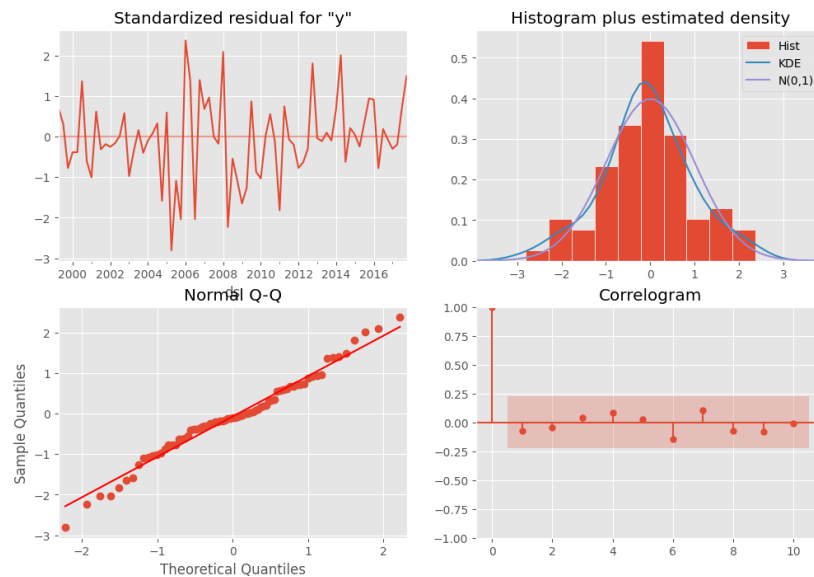 Standardized residual for "y"
3
2
1
0
−1
−2
−3
2000 2002 2004 2006 2008 2010 2012 2014 2016
Histogram plus estimated density
Hist
KDE
N(0,1)
0.5
0.4
0.3
0.2
0.1
0.0
−3 −2 −1 0 1 2 3
Normal Q-Q
Sample Quantiles
2
1
0
−1
−2
−3
−2 −1 0 1 2
Theoretical Quantiles
Correlogram
1.00
0.75
0.50
0.25
0.00
−0.25
−0.50
−0.75
−1.00
0 2 4 6 8 10